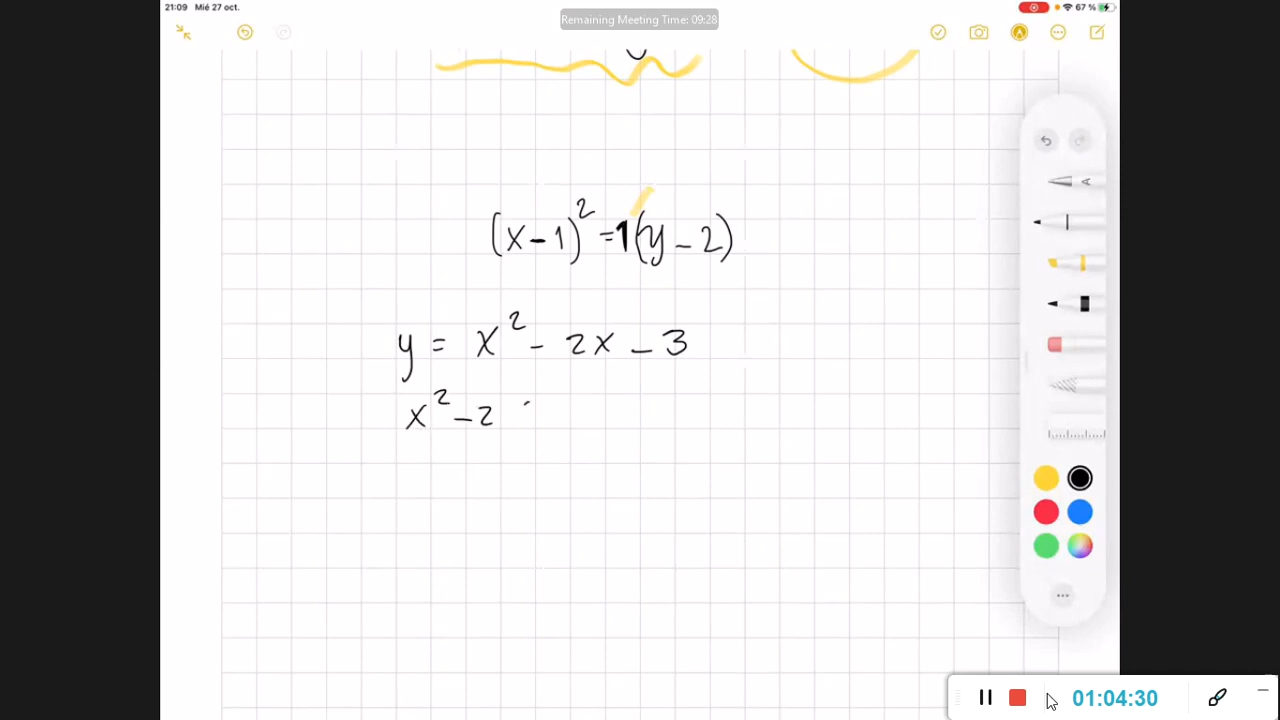 21:09 Mié 27 oct.
Remaining Meeting Time: 09:28
67 %
(x-1)² = 1(y-2)
y = x² - 2x - 3
x² - 2
A
01:04:30